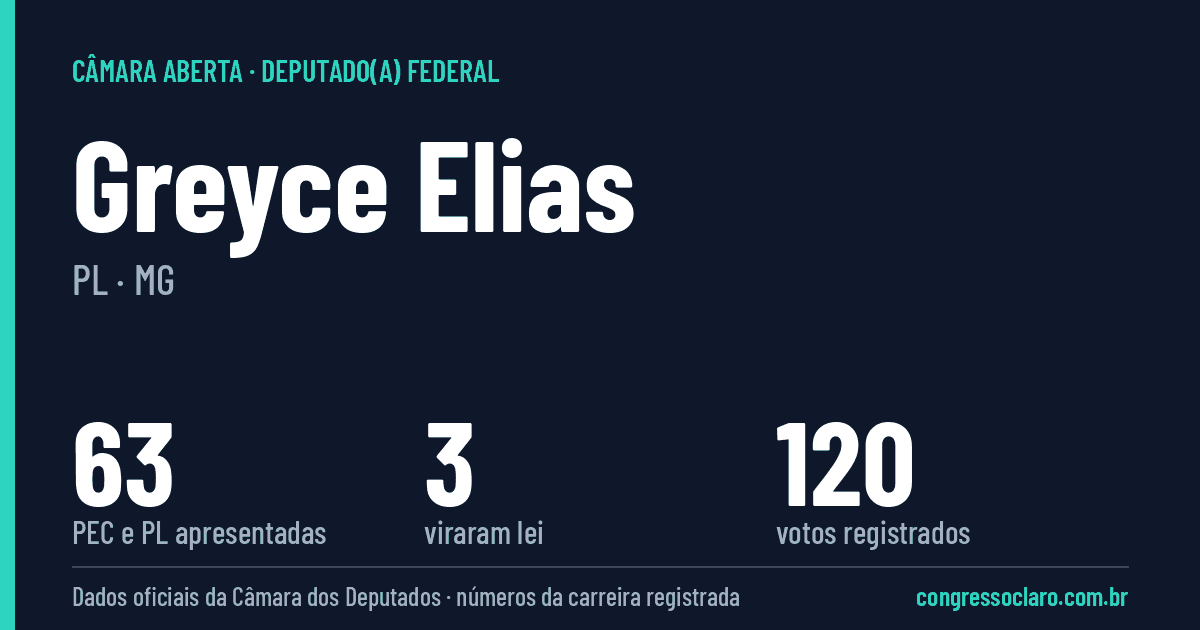 CÂMARA ABERTA · DEPUTADO(A) FEDERAL
Greyce Elias
PL · MG
63
PEC e PL apresentadas
3
viraram lei
120
votos registrados
Dados oficiais da Câmara dos Deputados · números da carreira registrada
congressoclaro.com.br